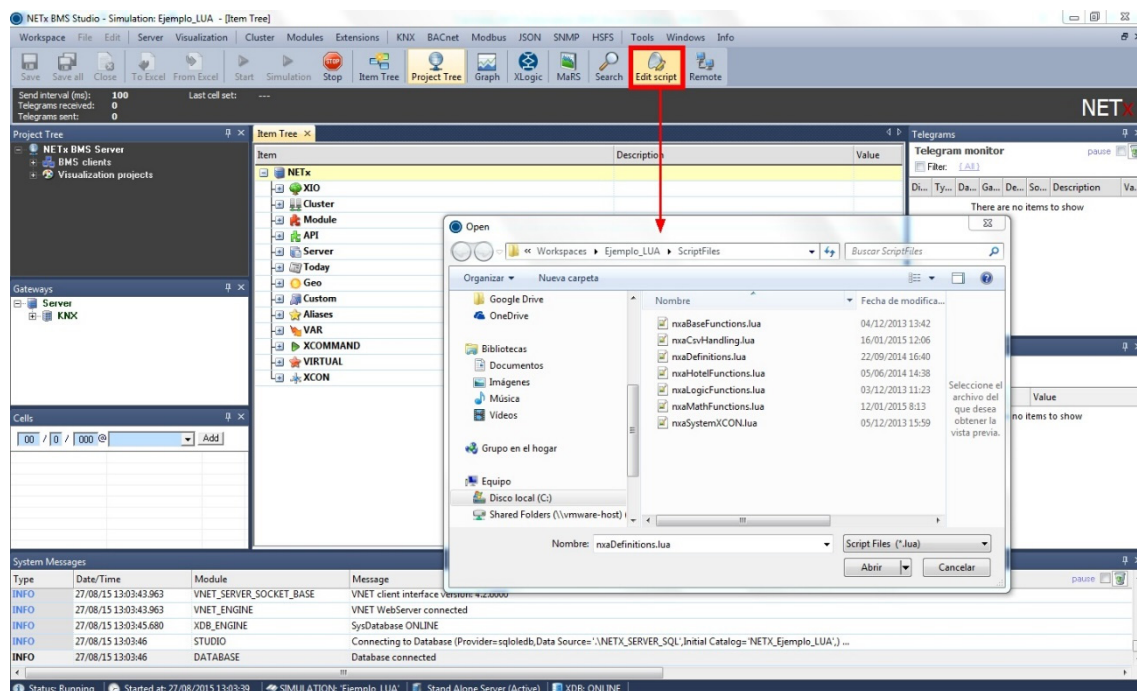 NETx BMS Studio - Simulation: Ejemplo_LUA - [Item Tree]
Workspace File Edit Server Visualization Cluster Modules Extensions KNX BACnet Modbus JSON SNMP HSFS Tools Windows Info
Save Save all Close To Excel From Excel Start Simulation Stop Item Tree Project Tree Graph XLogic MaRS Search Edit script Remote
Send interval (ms): 100 Last cell set: ---
Telegrams received: 0
Telegrams sent: 0
NETx
Project Tree
NETx BMS Server
BMS clients
Visualization projects
Gateways
Server
KNX
Cells
00 / 0 / 000 @ Add
Item Tree
Item Description Value
NETx
XIO
Cluster
Module
API
Server
Today
Geo
Custom
Aliases
VAR
XCOMMAND
VIRTUAL
XCON
Telegrams
Telegram monitor pause
Filter: (All)
Di... Ty... Da... Ga... De... So... Description Va...
There are no items to show
Value
no items to show
Open
« Workspaces Ejemplo_LUA ScriptFiles Buscar ScriptFiles
Organizar Nueva carpeta
Google Drive
OneDrive
Bibliotecas
Documentos
Imágenes
Música
Vídeos
Grupo en el hogar
Equipo
Disco local (C:)
Shared Folders (\\vmware-host) (
Nombre Fecha de modifica...
nxaBaseFunctions.lua 04/12/2013 13:42
nxaCsvHandling.lua 16/01/2015 12:06
nxaDefinitions.lua 22/09/2014 16:40
nxaHotelFunctions.lua 05/06/2014 14:38
nxaLogicFunctions.lua 03/12/2013 11:23
nxaMathFunctions.lua 12/01/2015 8:13
nxaSystemXCON.lua 05/12/2013 15:59
Seleccione el
archivo del
que desea
obtener la
vista previa.
Nombre: nxaDefinitions.lua Script Files (*.lua)
Abrir Cancelar
System Messages
pause
Type Date/Time Module Message
INFO 27/08/15 13:03:43.963 VNET_SERVER_SOCKET_BASE VNET client interface version: 4.2.0000
INFO 27/08/15 13:03:43.963 VNET_ENGINE VNET WebServer connected
INFO 27/08/15 13:03:45.680 XDB_ENGINE SysDatabase ONLINE
INFO 27/08/15 13:03:46 STUDIO Connecting to Database (Provider=sqloledb,Data Source='.\NETX_SERVER_SQL',Initial Catalog='NETX_Ejemplo_LUA',) ...
INFO 27/08/15 13:03:46 DATABASE Database connected
Status: Running Started at: 27/08/2015 13:03:39 SIMULATION: 'Ejemplo_LUA' Stand Alone Server (Active) XDB: ONLINE